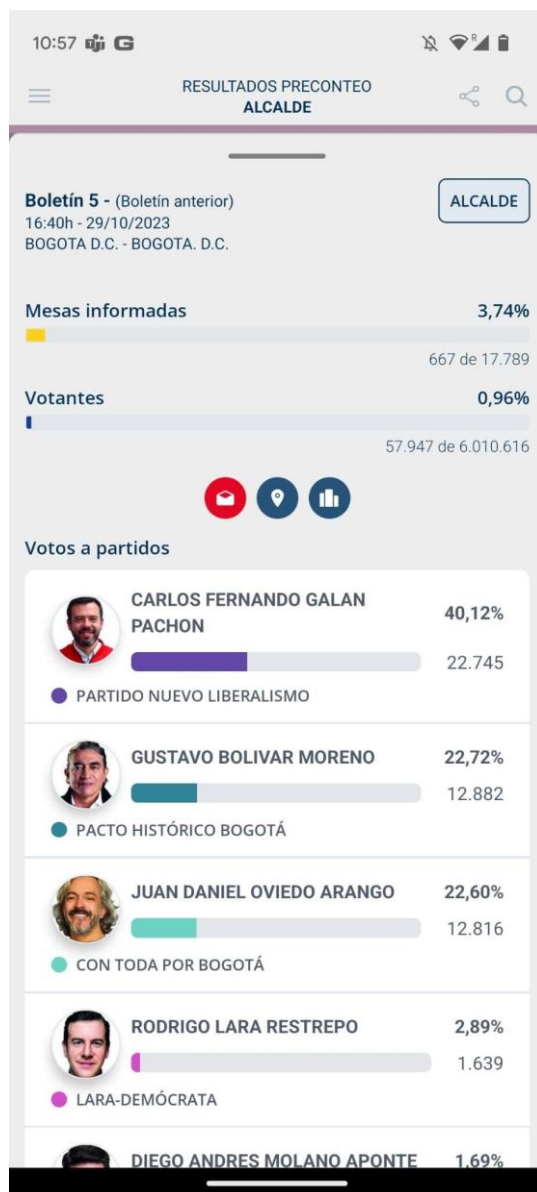 10:57
RESULTADOS PRECONTEO
ALCALDE
Boletín 5 - (Boletín anterior)
16:40h - 29/10/2023
BOGOTA D.C. - BOGOTA. D.C.
ALCALDE
Mesas informadas 3,74%
667 de 17.789
Votantes 0,96%
57.947 de 6.010.616
Votos a partidos
CARLOS FERNANDO GALAN
PACHON
40,12%
22.745
PARTIDO NUEVO LIBERALISMO
GUSTAVO BOLIVAR MORENO 22,72%
12.882
PACTO HISTÓRICO BOGOTÁ
JUAN DANIEL OVIEDO ARANGO 22,60%
12.816
CON TODA POR BOGOTÁ
RODRIGO LARA RESTREPO 2,89%
1.639
LARA-DEMÓCRATA
DIEGO ANDRES MOLANO APONTE 1,69%